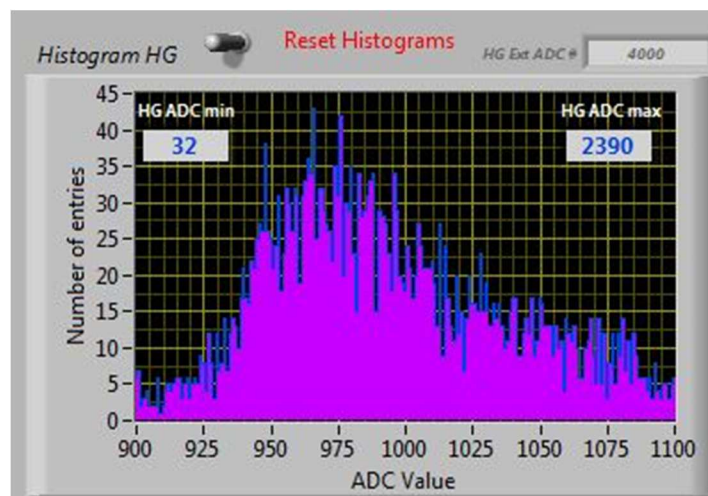 Histogram HG
Reset Histograms
HG Ext ADC #
4000
HG ADC min
32
HG ADC max
2390
Number of entries
45
40
35
30
25
20
15
10
5
0
900 925 950 975 1000 1025 1050 1075 1100
ADC Value